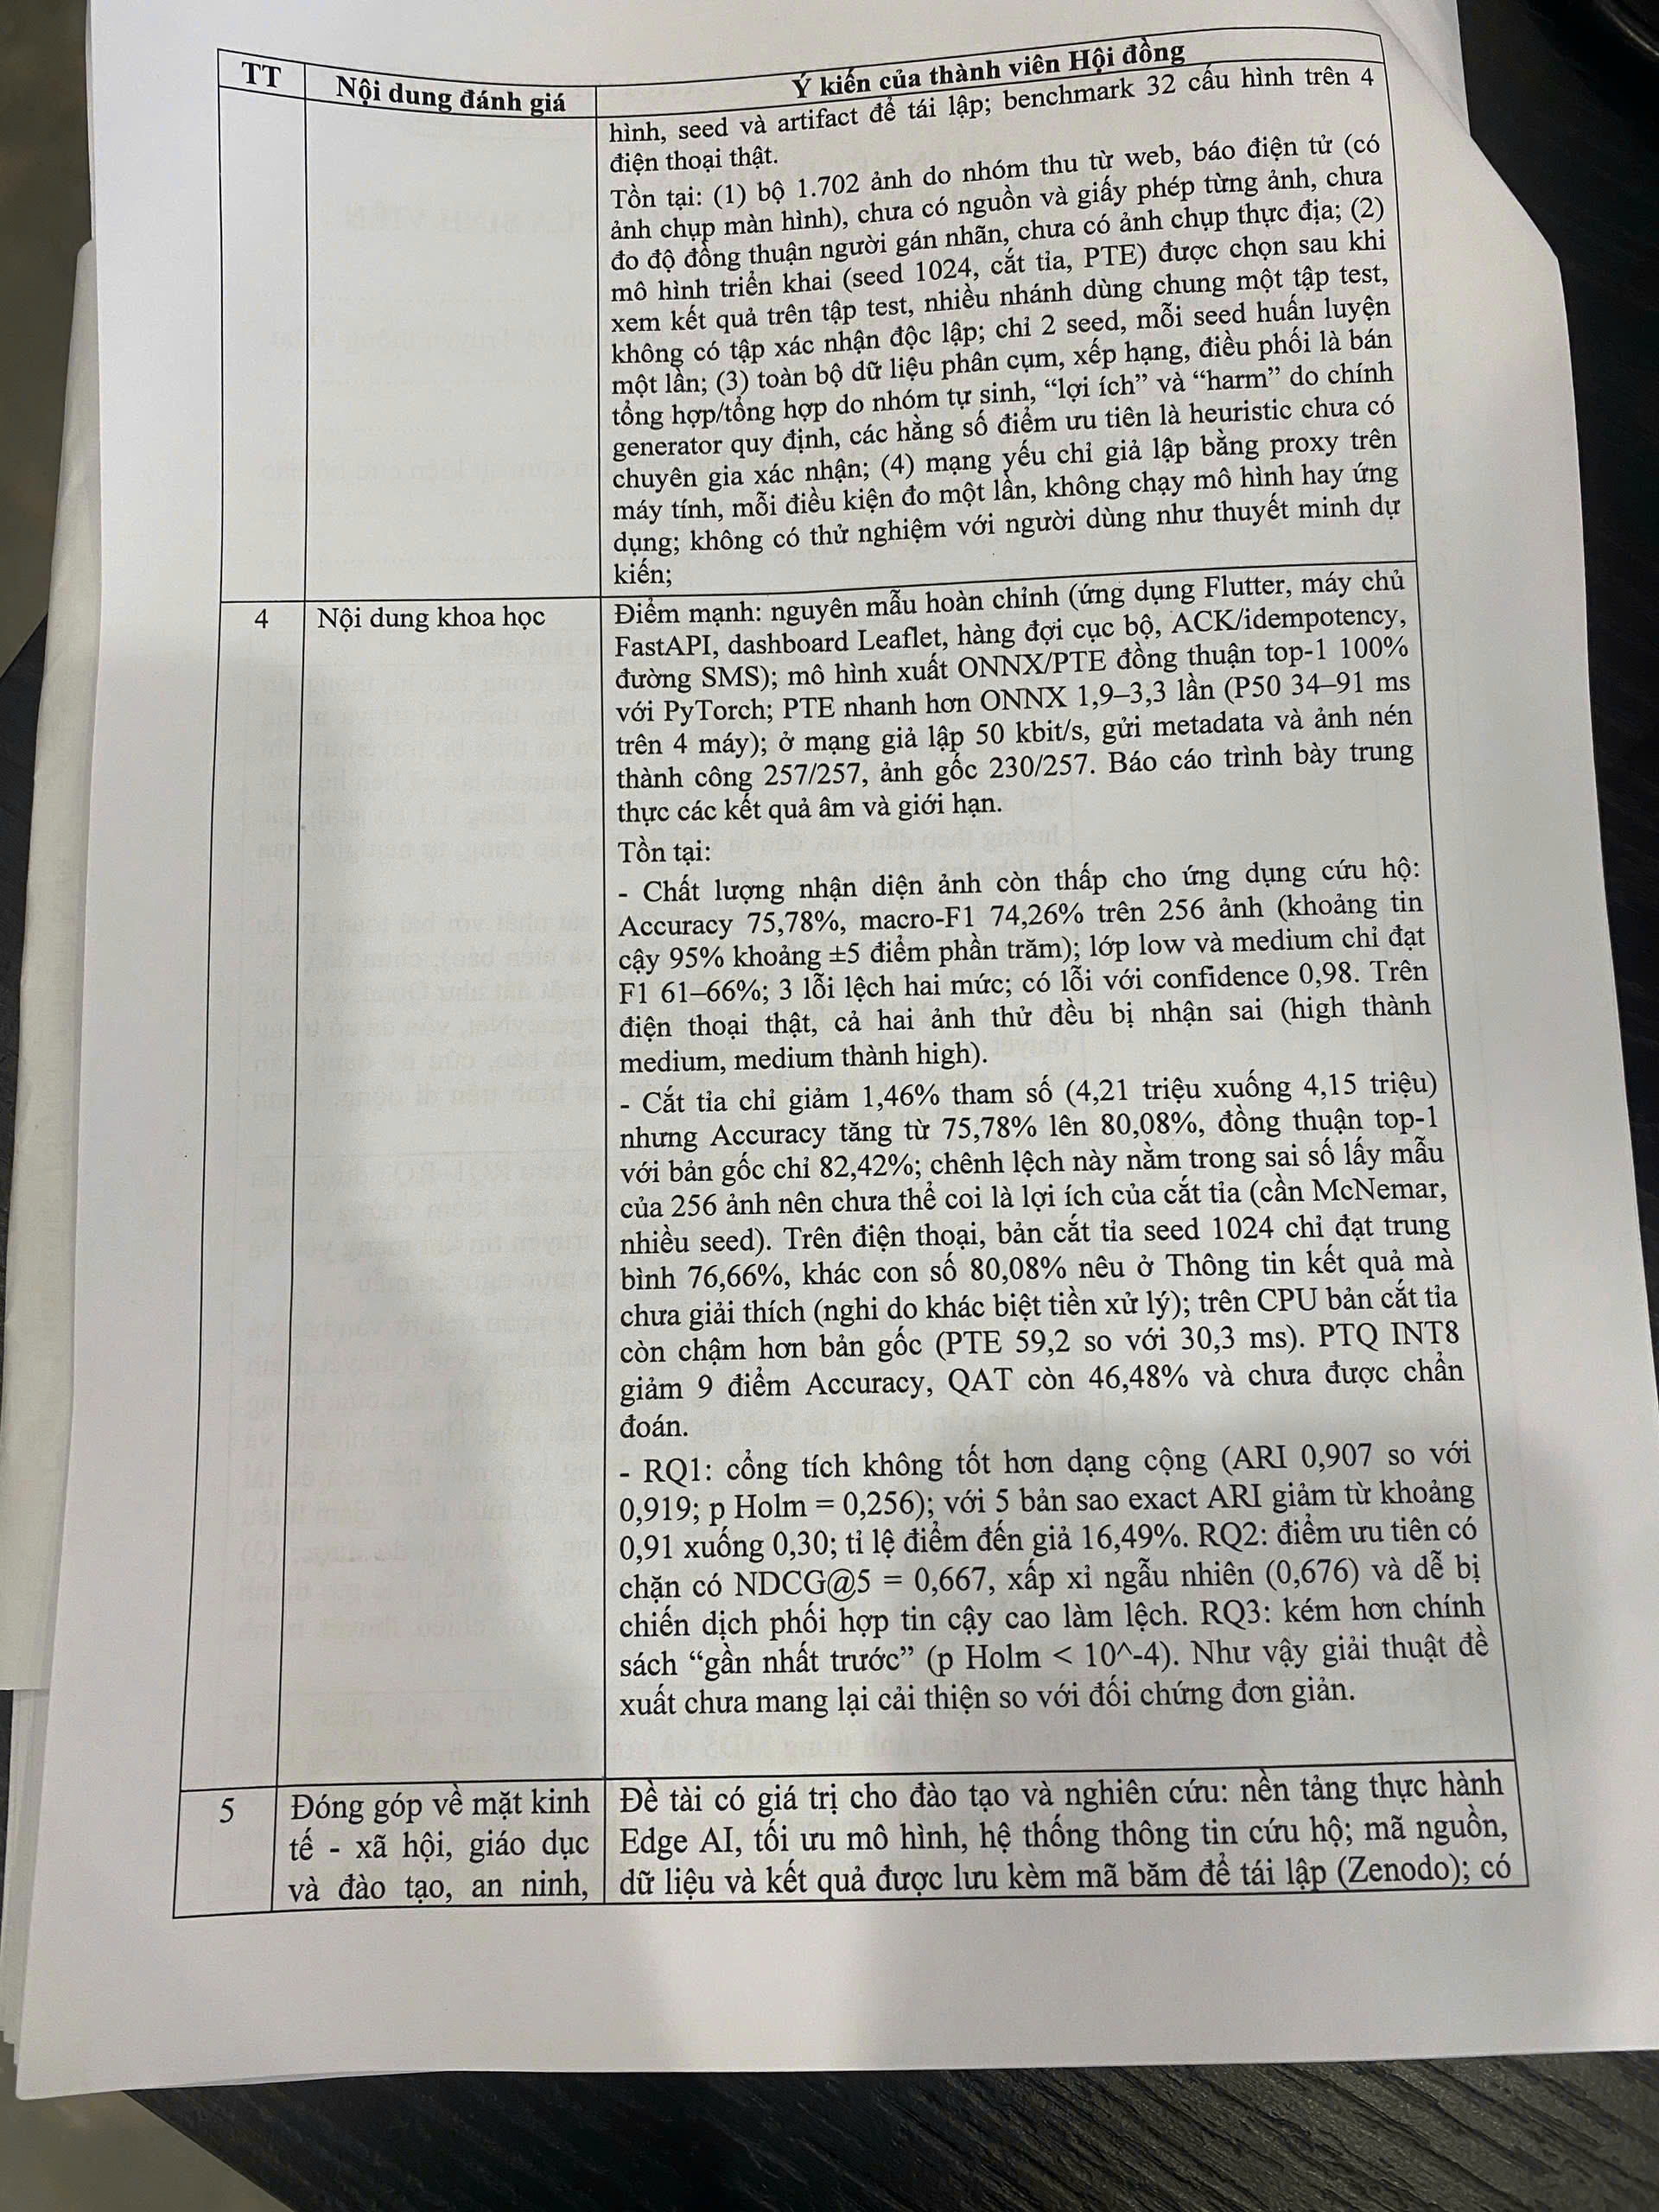 TT
Nội dung đánh giá
Ý kiến của thành viên Hội đồng
hình, seed và artifact để tái lập; benchmark 32 cấu hình trên 4
điện thoại thật.
Tồn tại: (1) bộ 1.702 ảnh do nhóm thu từ web, báo điện tử (có
ảnh chụp màn hình), chưa có nguồn và giấy phép từng ảnh, chưa
đo độ đồng thuận người gán nhãn, chưa có ảnh chụp thực địa; (2)
mô hình triển khai (seed 1024, cắt tỉa, PTE) được chọn sau khi
xem kết quả trên tập test, nhiều nhánh dùng chung một tập test,
không có tập xác nhận độc lập; chỉ 2 seed, mỗi seed huấn luyện
một lần; (3) toàn bộ dữ liệu phân cụm, xếp hạng, điều phối là bán
tổng hợp/tổng hợp do nhóm tự sinh, “lợi ích” và “harm” do chính
generator quy định, các hằng số điểm ưu tiên là heuristic chưa có
chuyên gia xác nhận; (4) mạng yếu chỉ giả lập bằng proxy trên
máy tính, mỗi điều kiện đo một lần, không chạy mô hình hay ứng
dụng; không có thử nghiệm với người dùng như thuyết minh dự
kiến;
4
Nội dung khoa học
Điểm mạnh: nguyên mẫu hoàn chỉnh (ứng dụng Flutter, máy chủ
FastAPI, dashboard Leaflet, hàng đợi cục bộ, ACK/idempotency,
đường SMS); mô hình xuất ONNX/PTE đồng thuận top-1 100%
với PyTorch; PTE nhanh hơn ONNX 1,9–3,3 lần (P50 34–91 ms
trên 4 máy); ở mạng giả lập 50 kbit/s, gửi metadata và ảnh nén
thành công 257/257, ảnh gốc 230/257. Báo cáo trình bày trung
thực các kết quả âm và giới hạn.
Tồn tại:
- Chất lượng nhận diện ảnh còn thấp cho ứng dụng cứu hộ:
Accuracy 75,78%, macro-F1 74,26% trên 256 ảnh (khoảng tin
cậy 95% khoảng ±5 điểm phần trăm); lớp low và medium chỉ đạt
F1 61–66%; 3 lỗi lệch hai mức; có lỗi với confidence 0,98. Trên
điện thoại thật, cả hai ảnh thử đều bị nhận sai (high thành
medium, medium thành high).
- Cắt tỉa chỉ giảm 1,46% tham số (4,21 triệu xuống 4,15 triệu)
nhưng Accuracy tăng từ 75,78% lên 80,08%, đồng thuận top-1
với bản gốc chỉ 82,42%; chênh lệch này nằm trong sai số lấy mẫu
của 256 ảnh nên chưa thể coi là lợi ích của cắt tỉa (cần McNemar,
nhiều seed). Trên điện thoại, bản cắt tỉa seed 1024 chỉ đạt trung
bình 76,66%, khác con số 80,08% nêu ở Thông tin kết quả mà
chưa giải thích (nghi do khác biệt tiền xử lý); trên CPU bản cắt tỉa
còn chậm hơn bản gốc (PTE 59,2 so với 30,3 ms). PTQ INT8
giảm 9 điểm Accuracy, QAT còn 46,48% và chưa được chẩn
đoán.
- RQ1: cổng tích không tốt hơn dạng cộng (ARI 0,907 so với
0,919; p Holm = 0,256); với 5 bản sao exact ARI giảm từ khoảng
0,91 xuống 0,30; tỉ lệ điểm đến giả 16,49%. RQ2: điểm ưu tiên có
chặn có NDCG@5 = 0,667, xấp xỉ ngẫu nhiên (0,676) và dễ bị
chiến dịch phối hợp tin cậy cao làm lệch. RQ3: kém hơn chính
sách “gần nhất trước” (p Holm < 10^-4). Như vậy giải thuật đề
xuất chưa mang lại cải thiện so với đối chứng đơn giản.
5
Đóng góp về mặt kinh
tế - xã hội, giáo dục
và đào tạo, an ninh,
Đề tài có giá trị cho đào tạo và nghiên cứu: nền tảng thực hành
Edge AI, tối ưu mô hình, hệ thống thông tin cứu hộ; mã nguồn,
dữ liệu và kết quả được lưu kèm mã băm để tái lập (Zenodo); có